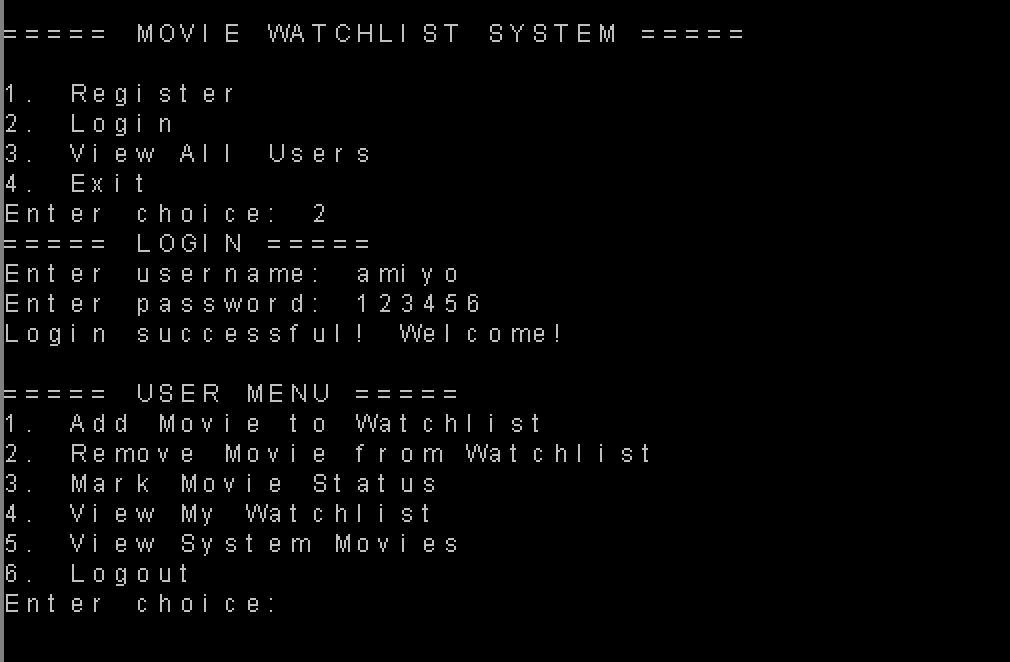 ===== MOVIE WATCHLIST SYSTEM =====
1. Register
2. Login
3. View All Users
4. Exit
Enter choice: 2
===== LOGIN =====
Enter username: amiyo
Enter password: 123456
Login successful! Welcome!
===== USER MENU =====
1. Add Movie to Watchlist
2. Remove Movie from Watchlist
3. Mark Movie Status
4. View My Watchlist
5. View System Movies
6. Logout
Enter choice: